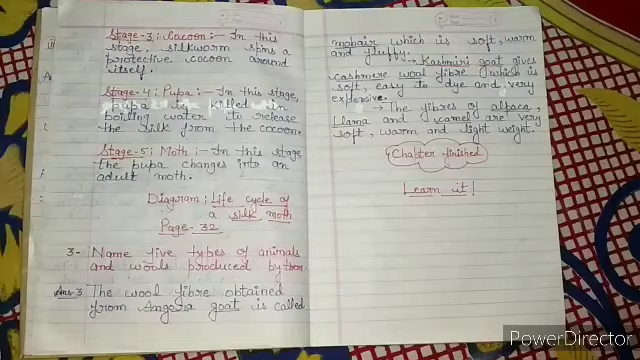 Stage-3: Cocoon:- In this
stage, silkworm spins a
protective cocoon around
itself.
Stage-4: Pupa:- In this stage,
pupa is killed in
boiling water to release
the silk from the cocoon.
Stage-5: Moth:- In this stage
the pupa changes into an
adult moth.
Diagram: Life cycle of
a silk moth
Page-32
3- Name five types of animals
and wools produced by them.
Ans-3 The wool fibre obtained
from Angora goat is called
mohair which is soft, warm
and fluffy.
→ Kashmiri goat gives
cashmere wool fibre which is
soft, easy to dye and very
expensive.
→ The fibres of alpaca,
Llama and camel are very
soft, warm and light weight.
Chapter finished
Learn it!
PowerDirector